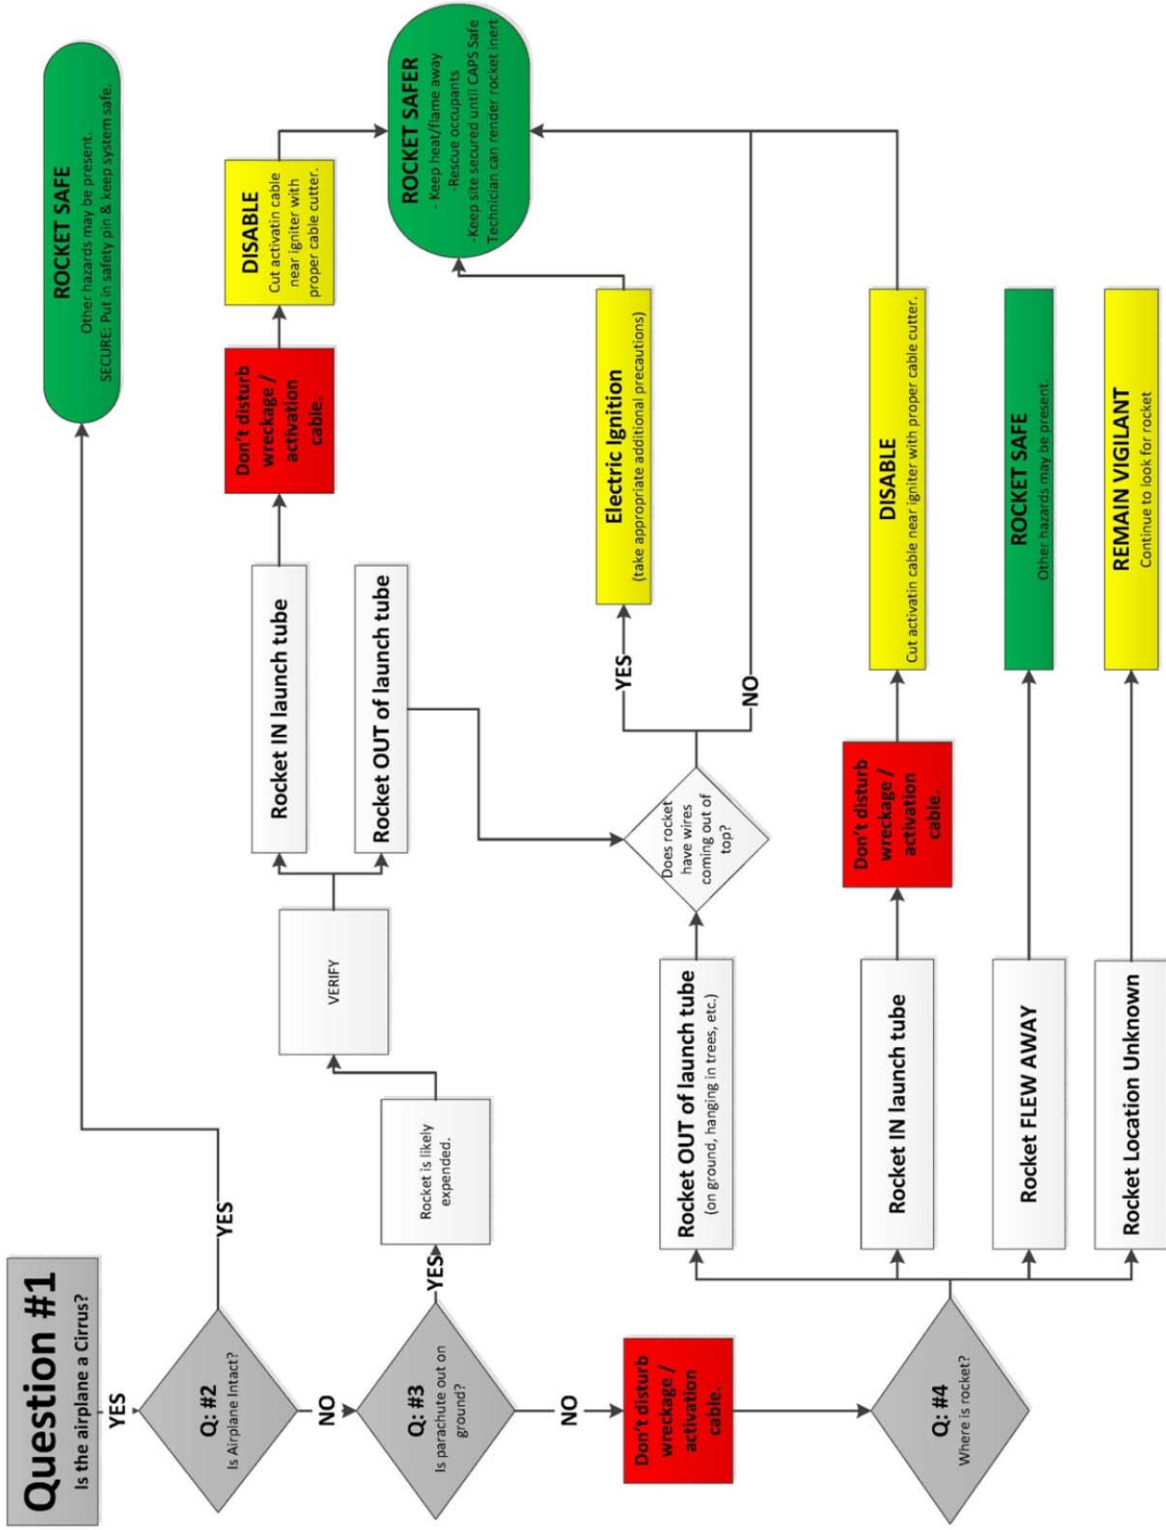 Question #1
Is the airplane a Cirrus?
YES
Q: #2
Is Airplane Intact?
YES
ROCKET SAFE
Other hazards may be present.
SECURE: Put in safety pin & keep system safe.
NO
Q: #3
Is parachute out on
ground?
YES
Rocket is likely
expended.
VERIFY
Rocket IN launch tube
Don't disturb
wreckage /
activation
cable.
DISABLE
Cut activatin cable
near igniter with
proper cable cutter.
ROCKET SAFER
- Keep heat/flame away
-Rescue occupants
-Keep site secured until CAPS Safe
Technician can render rocket inert
Rocket OUT of launch tube
NO
Don't disturb
wreckage /
activation
cable.
Q: #4
Where is rocket?
Rocket OUT of launch tube
(on ground, hanging in trees, etc.)
Does rocket
have wires
coming out of
top?
YES
Electric Ignition
(take appropriate additional precautions)
NO
Rocket IN launch tube
Don't disturb
wreckage /
activation
cable.
DISABLE
Cut activatin cable near igniter with proper cable cutter.
Rocket FLEW AWAY
ROCKET SAFE
Other hazards may be present.
Rocket Location Unknown
REMAIN VIGILANT
Continue to look for rocket